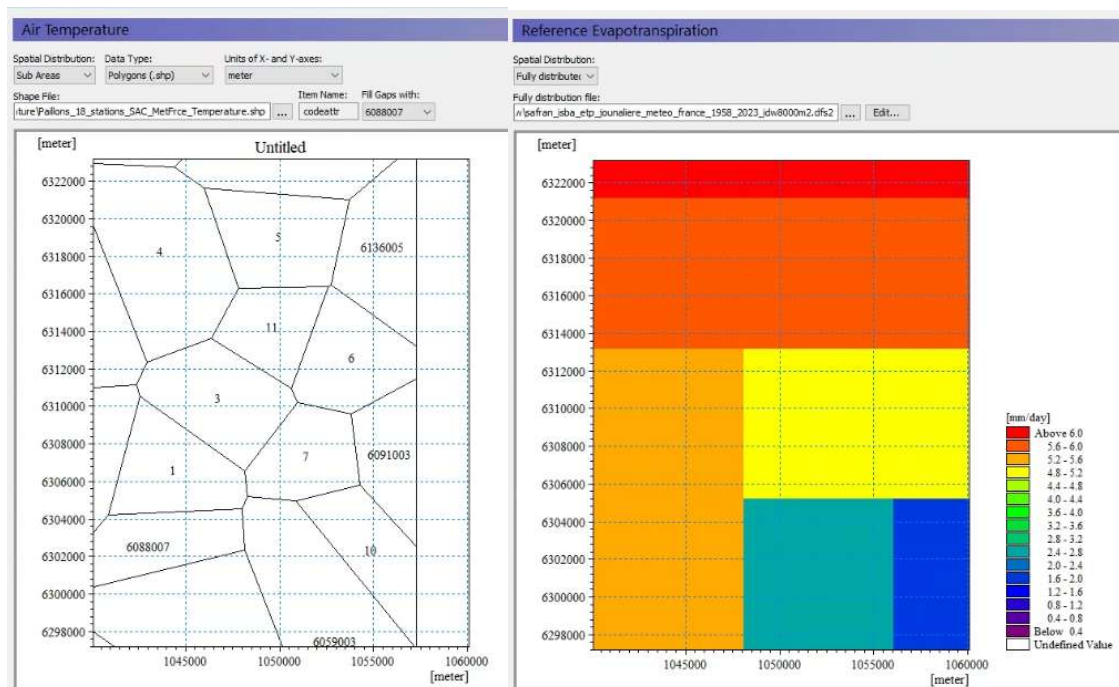 Air Temperature
Spatial Distribution: Data Type: Units of X- and Y-axes:
Sub Areas Polygons (.shp) meter
Shape File: Item Name: Fill Gaps with:
ture\Paillons_18_stations_SAC_MetFrce_Temperature.shp ... codeattr 6088007
[meter]
Untitled
6322000
6320000
6318000
6316000
6314000
6312000
6310000
6308000
6306000
6304000
6302000
6300000
6298000
4
5
6136005
11
6
3
7
6091003
1
6088007
10
6059003
1045000 1050000 1055000 1060000
[meter]
Reference Evapotranspiration
Spatial Distribution:
Fully distributed
Fully distribution file:
\safran_isba_etp_jounaliere_meteo_france_1958_2023_idw8000m2.dfs2 ... Edit...
[meter]
6322000
6320000
6318000
6316000
6314000
6312000
6310000
6308000
6306000
6304000
6302000
6300000
6298000
1045000 1050000 1055000 1060000
[meter]
[mm/day]
Above 6.0
5.6 - 6.0
5.2 - 5.6
4.8 - 5.2
4.4 - 4.8
4.0 - 4.4
3.6 - 4.0
3.2 - 3.6
2.8 - 3.2
2.4 - 2.8
2.0 - 2.4
1.6 - 2.0
1.2 - 1.6
0.8 - 1.2
0.4 - 0.8
Below 0.4
Undefined Value